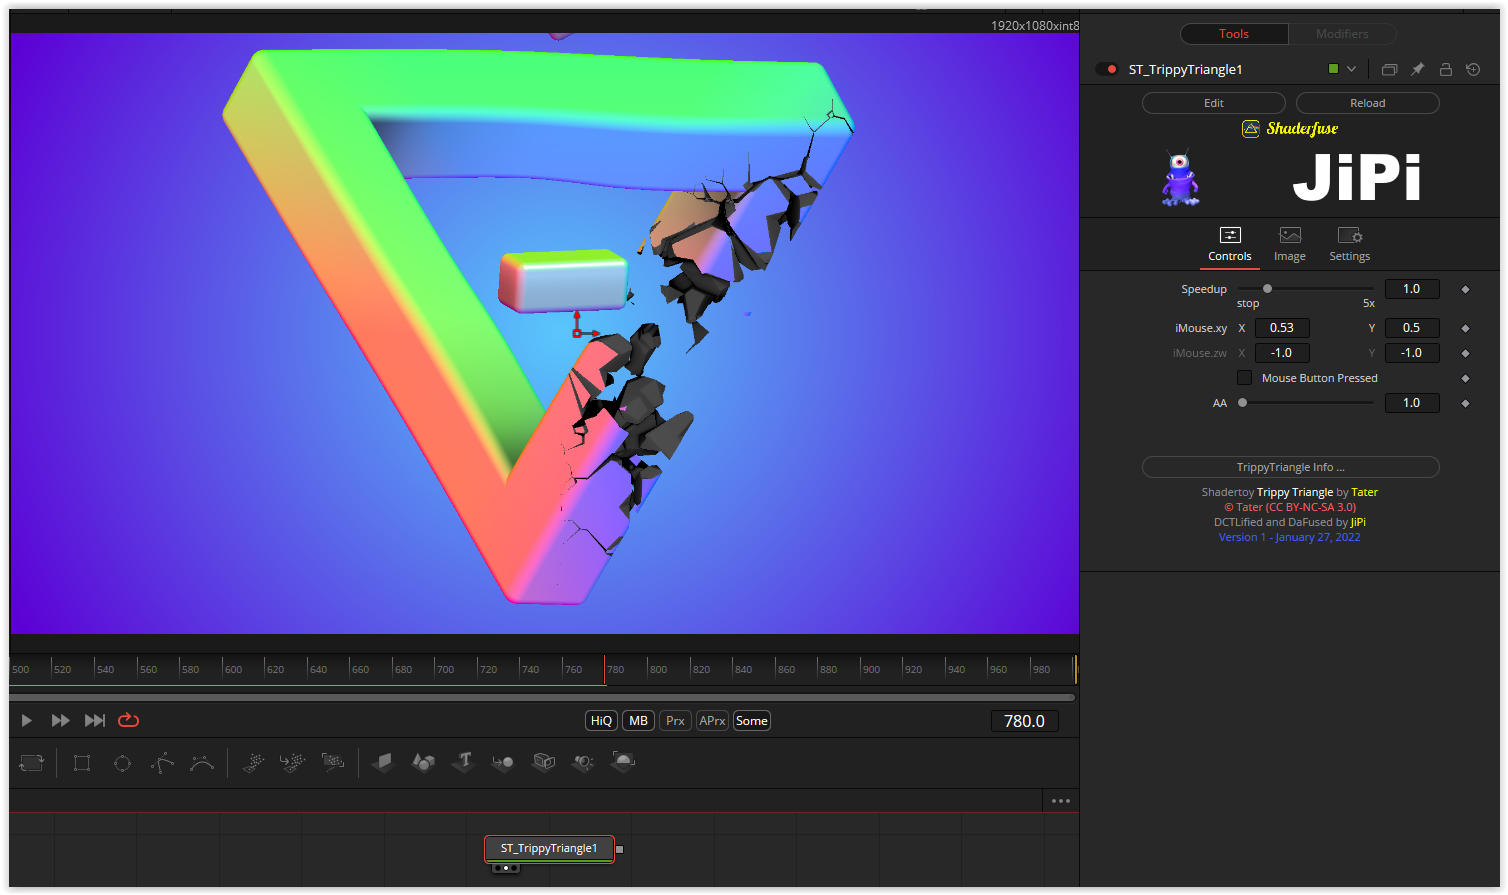 1920x1080xint8
Tools Modifiers
ST_TrippyTriangle1
Edit Reload
Shaderfuse
JiPi
Controls Image Settings
Speedup 1.0
stop 5x
iMouse.xy X 0.53 Y 0.5
iMouse.zw X -1.0 Y -1.0
Mouse Button Pressed
AA 1.0
TrippyTriangle Info ...
Shadertoy Trippy Triangle by Tater
© Tater (CC BY-NC-SA 3.0)
DCTLified and DaFused by JiPi
Version 1 - January 27, 2022
500 520 540 560 580 600 620 640 660 680 700 720 740 760 780 800 820 840 860 880 900 920 940 960 980
HiQ MB Prx APrx Some 780.0
T
ST_TrippyTriangle1